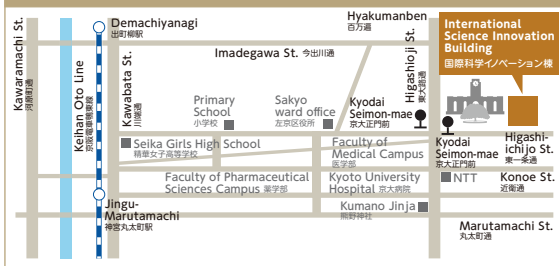 Kawaramachi St.
河原町通
Keihan Oto Line
京阪電車鴨東線
Demachiyanagi
出町柳駅
Kawabata St.
川端通
Imadegawa St. 今出川通
Hyakumanben
百万遍
Higashioji St.
東大路通
International
Science Innovation
Building
国際科学イノベーション棟
Primary
School
小学校
Sakyo
ward office
左京区役所
Kyodai
Seimon-mae
京大正門前
Kyodai
Seimon-mae
京大正門前
Higashi-
ichijo St.
東一条通
Seika Girls High School
精華女子高等学校
Faculty of
Medical Campus
医学部
Faculty of Pharmaceutical
Sciences Campus 薬学部
Kyoto University
Hospital 京大病院
NTT
Konoe St.
近衛通
Jingu-
Marutamachi
神宮丸太町駅
Kumano Jinja
熊野神社
Marutamachi St.
丸太町通